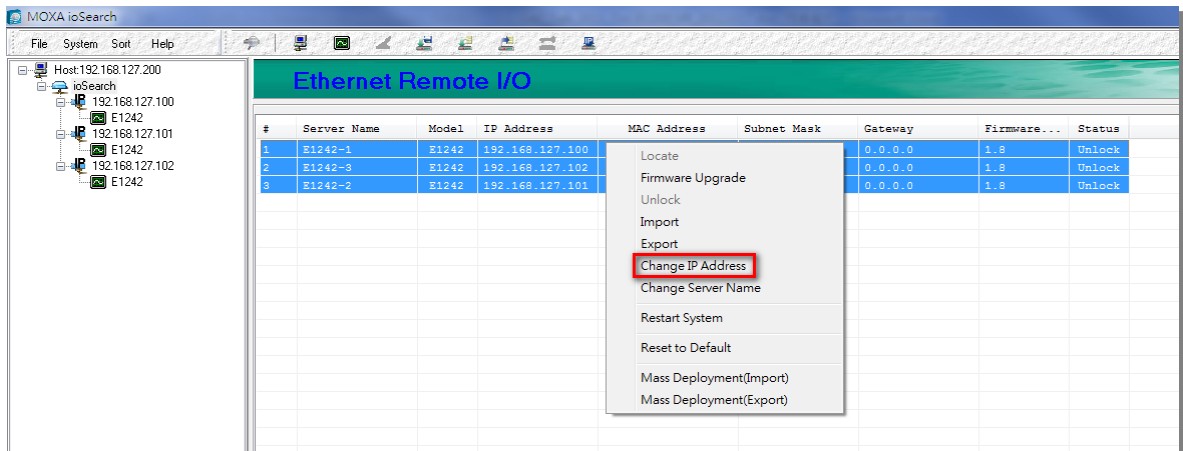 MOXA ioSearch
File System Sort Help
Host:192.168.127.200
ioSearch
192.168.127.100
E1242
192.168.127.101
E1242
192.168.127.102
E1242
Ethernet Remote I/O
# Server Name Model IP Address MAC Address Subnet Mask Gateway Firmware... Status
1 E1242-1 E1242 192.168.127.100 0.0.0.0 1.8 Unlock
2 E1242-3 E1242 192.168.127.102 0.0.0.0 1.8 Unlock
3 E1242-2 E1242 192.168.127.101 0.0.0.0 1.8 Unlock
Locate
Firmware Upgrade
Unlock
Import
Export
Change IP Address
Change Server Name
Restart System
Reset to Default
Mass Deployment(Import)
Mass Deployment(Export)